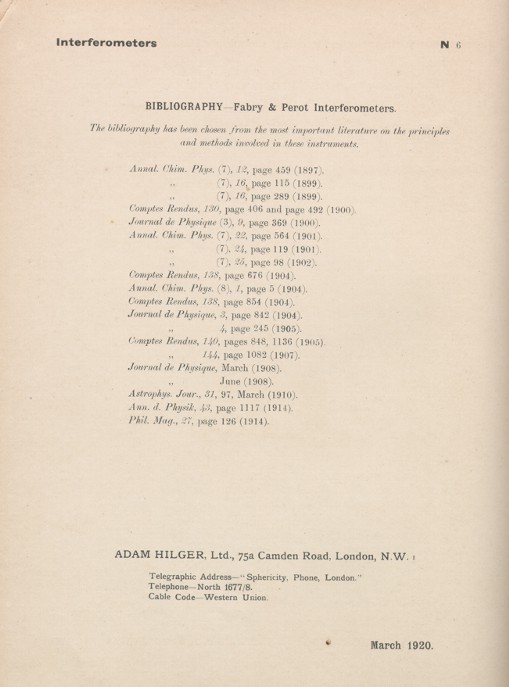 Interferometers
N 6
BIBLIOGRAPHY—Fabry & Perot Interferometers.
The bibliography has been chosen from the most important literature on the principles
and methods involved in these instruments.
Annal. Chim. Phys. (7), 12, page 459 (1897).
„ (7), 16, page 115 (1899).
„ (7), 16, page 289 (1899).
Comptes Rendus, 130, page 406 and page 492 (1900).
Journal de Physique (3), 9, page 369 (1900).
Annal. Chim. Phys. (7), 22, page 564 (1901).
„ (7), 24, page 119 (1901).
„ (7), 25, page 98 (1902).
Comptes Rendus, 138, page 676 (1904).
Annal. Chim. Phys. (8), 1, page 5 (1904).
Comptes Rendus, 138, page 854 (1904).
Journal de Physique, 3, page 842 (1904).
„ 4, page 245 (1905).
Comptes Rendus, 140, pages 848, 1136 (1905).
„ 144, page 1082 (1907).
Journal de Physique, March (1908).
„ June (1908).
Astrophys. Jour., 31, 97, March (1910).
Ann. d. Physik, 43, page 1117 (1914).
Phil. Mag., 27, page 126 (1914).
ADAM HILGER, Ltd., 75a Camden Road, London, N.W. 1
Telegraphic Address—"Sphericity, Phone, London."
Telephone—North 1677/8.
Cable Code—Western Union.
March 1920.